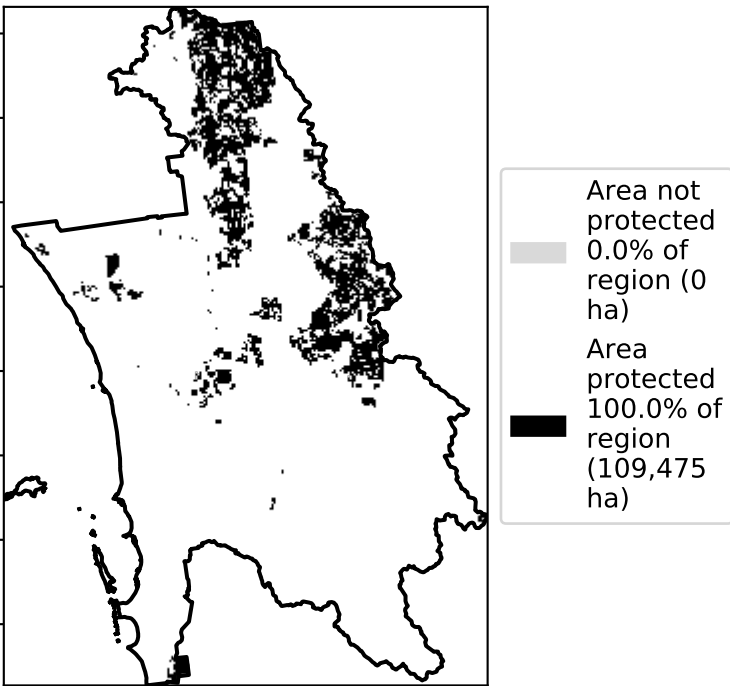 Area not
protected
0.0% of
region (0
ha)
Area
protected
100.0% of
region
(109,475
ha)